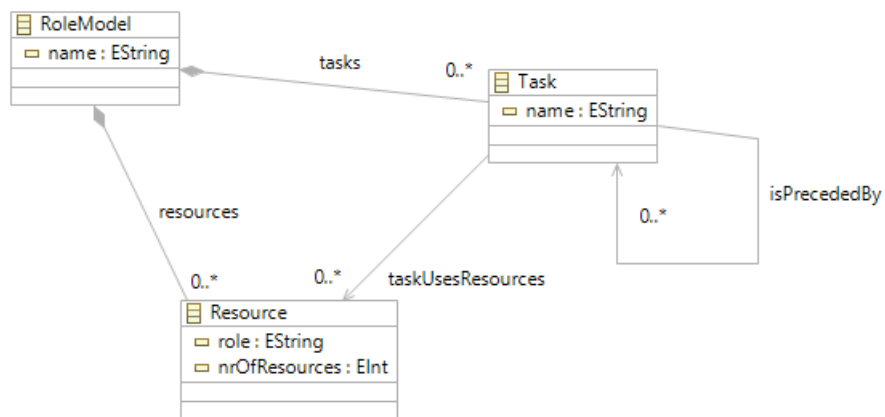 RoleModel
name : EString
tasks
0..*
Task
name : EString
isPrecededBy
0..*
resources
0..*
0..*
taskUsesResources
Resource
role : EString
nrOfResources : EInt